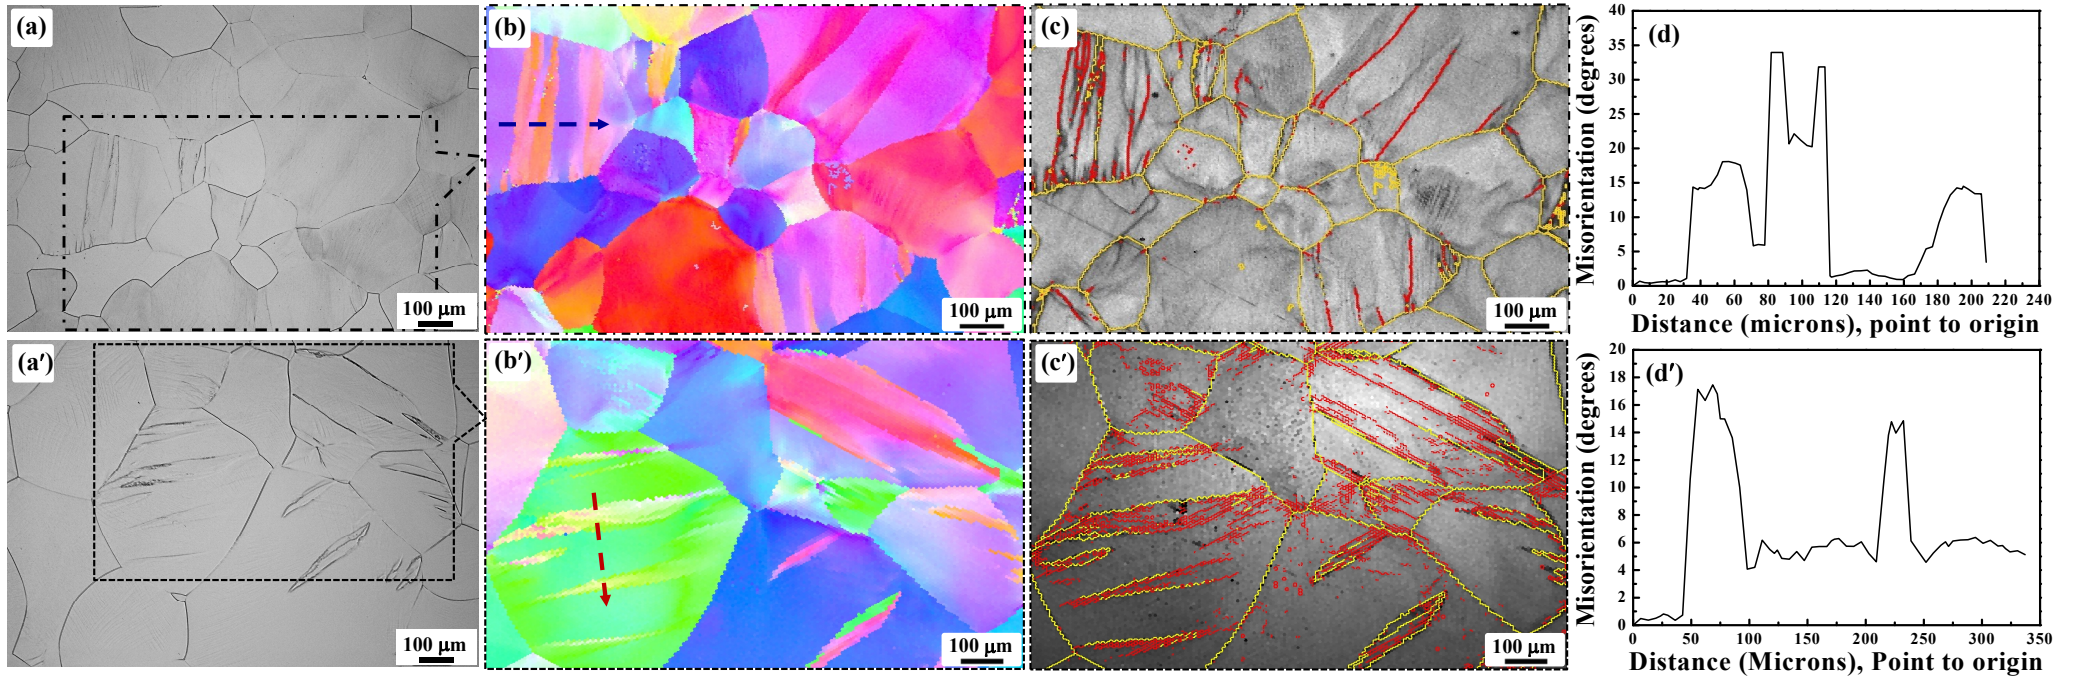 (a)
100 μm
(b)
100 μm
(c)
100 μm
(d)
Misorientation (degrees)
40
35
30
25
20
15
10
5
0
0 20 40 60 80 100 120 140 160 180 200 220 240
Distance (microns), point to origin
(a′)
100 μm
(b′)
100 μm
(c′)
100 μm
(d′)
Misorientation (degrees)
20
18
16
14
12
10
8
6
4
2
0
0 50 100 150 200 250 300 350
Distance (Microns), Point to origin